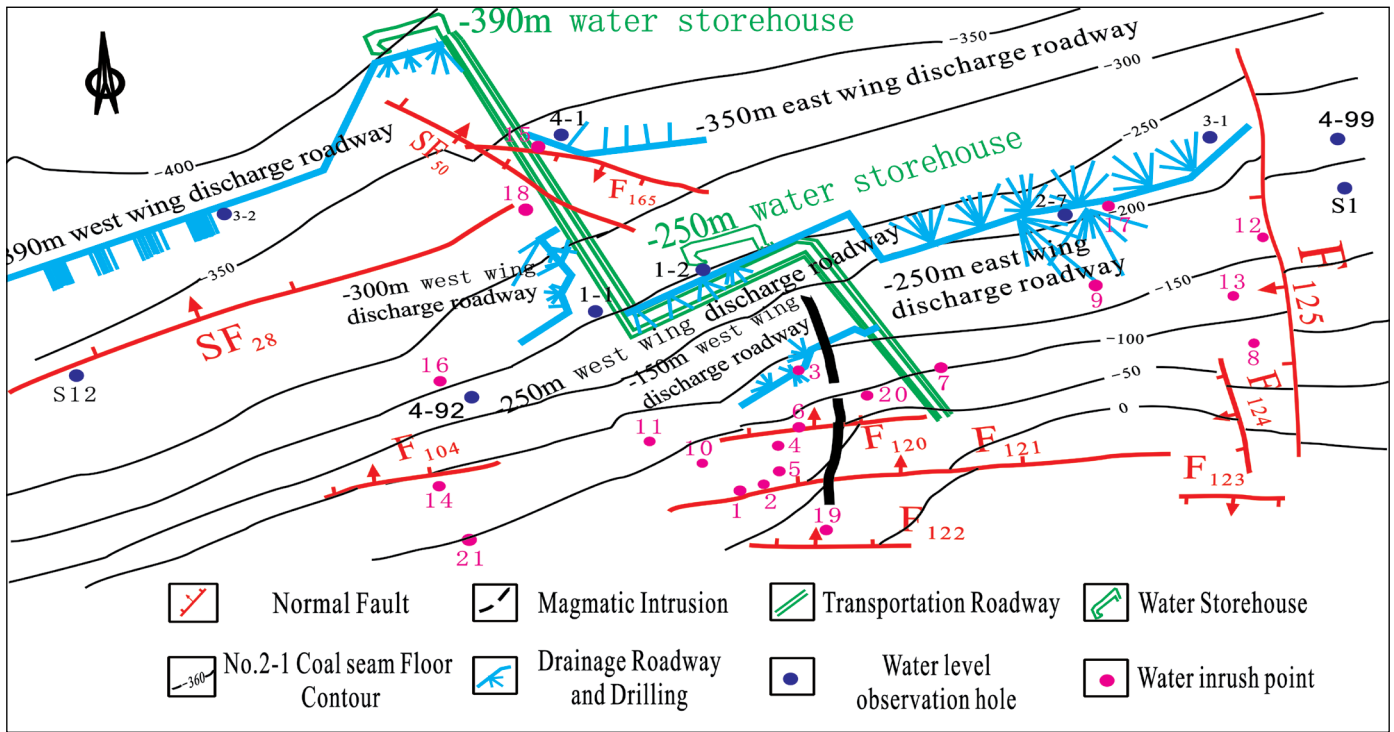 -390m water storehouse
-350
-350m east wing discharge roadway
-300
4-1
15
-250
3-1
4-99
-400
SF50
F165
-390m west wing discharge roadway
3-2
18
-250m water storehouse
2-7
17
-200
S1
12
-350
-300m west wing
discharge roadway
1-2
1-1
-250m east wing
discharge roadway
9
-150
13
F125
SF28
-250m west wing discharge roadway
-150m west wing
discharge roadway
3
-100
8
S12
16
4-92
7
20
-50
0
F124
11
6
F104
10
4
F120
F121
5
14
1
2
F123
19
F122
21
Normal Fault
Magmatic Intrusion
Transportation Roadway
Water Storehouse
-360
No.2-1 Coal seam Floor
Contour
Drainage Roadway
and Drilling
Water level
observation hole
Water inrush point